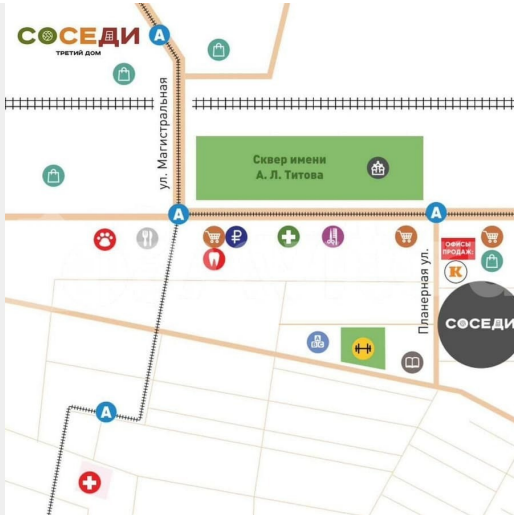 СОСЕДИ
ТРЕТИЙ ДОМ
А
ул. Магистральная
Сквер имени
А. Л. Титова
А
А
₽
ОФИСЫ
ПРОДАЖ:
К
Планерная ул.
СОСЕДИ
А